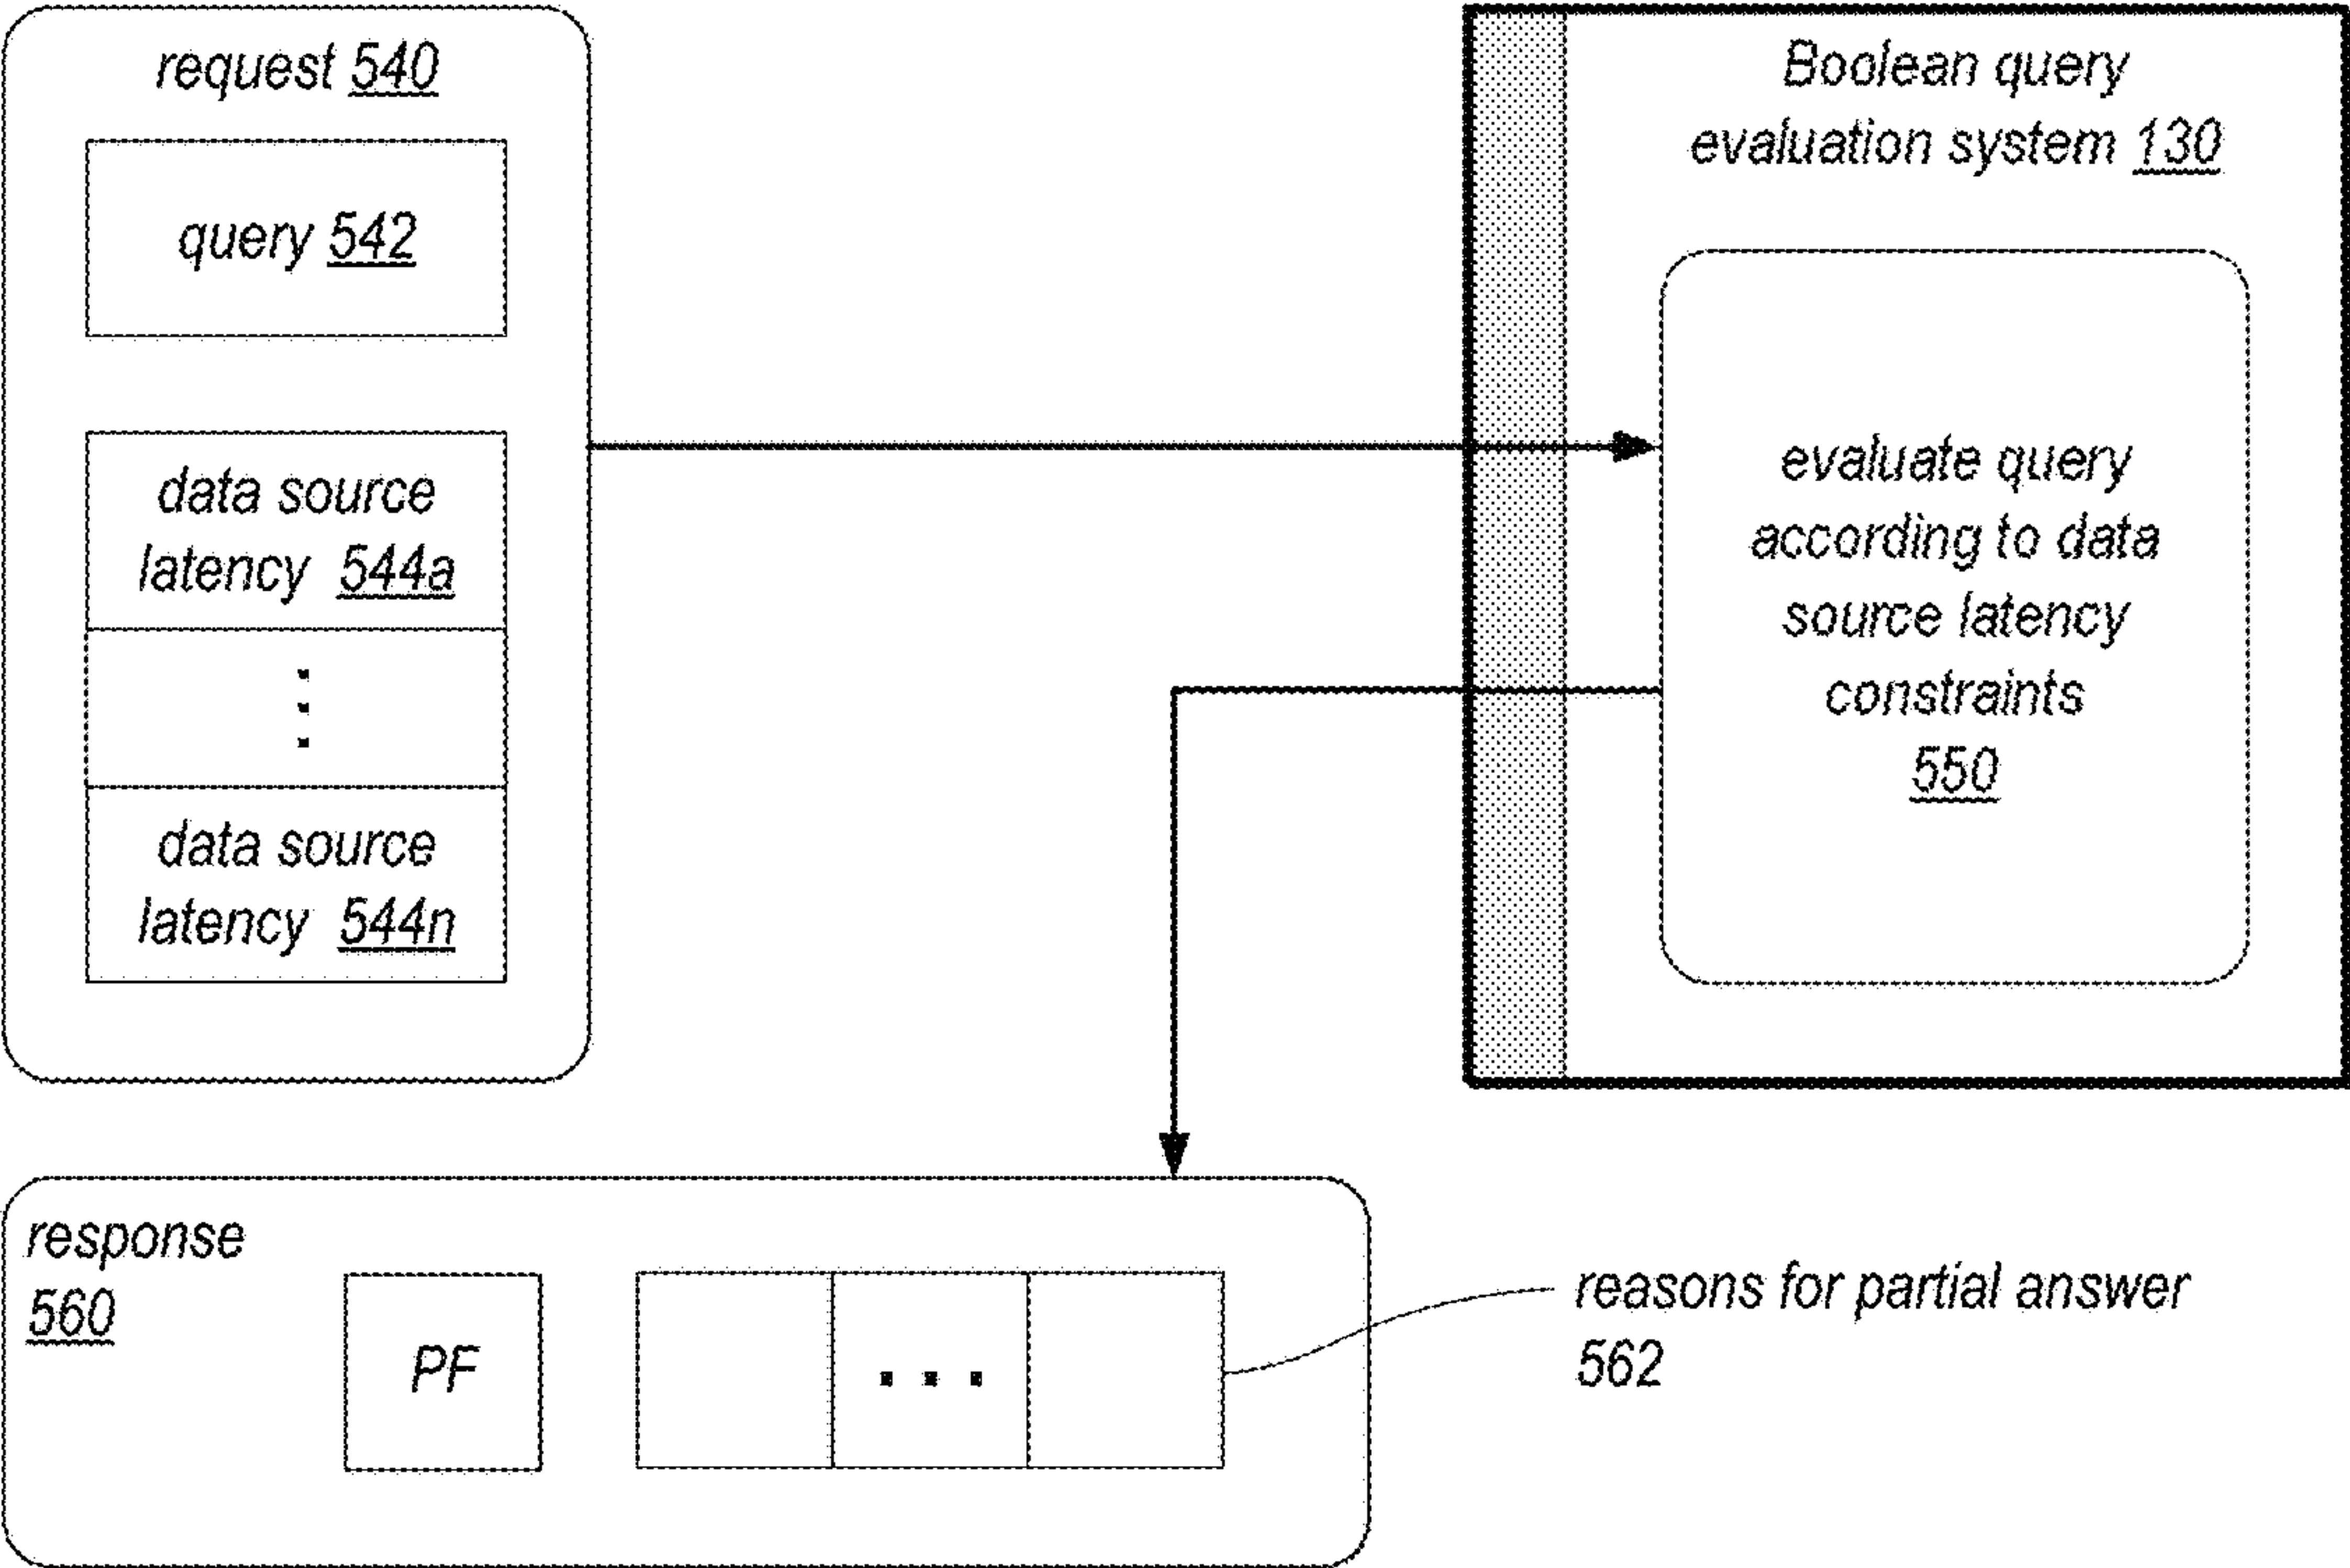 request 540
query 542
data source
latency 544a
data source
latency 544n
Boolean query
evaluation system 130
evaluate query
according to data
source latency
constraints
550
response
560
PF
reasons for partial answer
562